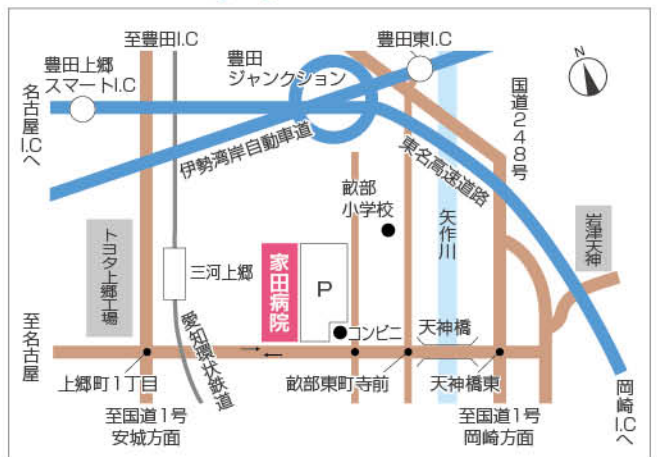 至豊田I.C
豊田
ジャンクション
豊田東I.C
N
豊田上郷
スマートI.C
名古屋I.Cへ
国道248号
伊勢湾岸自動車道
東名高速道路
畝部
小学校
矢作川
岩津天神
トヨタ上郷工場
三河上郷
家田病院
P
コンビニ
天神橋
至名古屋
愛知環状鉄道
上郷町1丁目
畝部東町寺前
天神橋東
至国道1号
安城方面
至国道1号
岡崎方面
岡崎I.Cへ